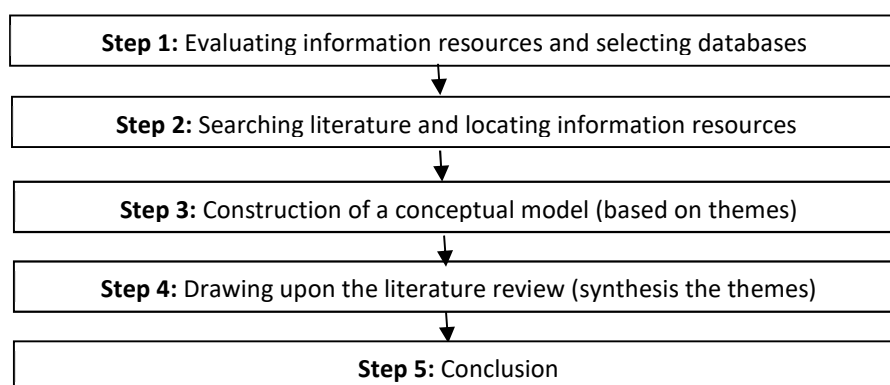 Step 1: Evaluating information resources and selecting databases
Step 2: Searching literature and locating information resources
Step 3: Construction of a conceptual model (based on themes)
Step 4: Drawing upon the literature review (synthesis the themes)
Step 5: Conclusion